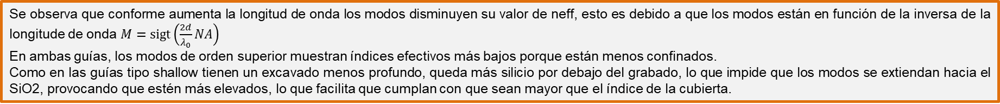 Se observa que conforme aumenta la longitud de onda los modos disminuyen su valor de neff, esto es debido a que los modos están en función de la inversa de la
longitude de onda M = sigt (2d/λ₀ NA)
En ambas guías, los modos de orden superior muestran índices efectivos más bajos porque están menos confinados.
Como en las guías tipo shallow tienen un excavado menos profundo, queda más silicio por debajo del grabado, lo que impide que los modos se extiendan hacia el
SiO2, provocando que estén más elevados, lo que facilita que cumplan con que sean mayor que el índice de la cubierta.